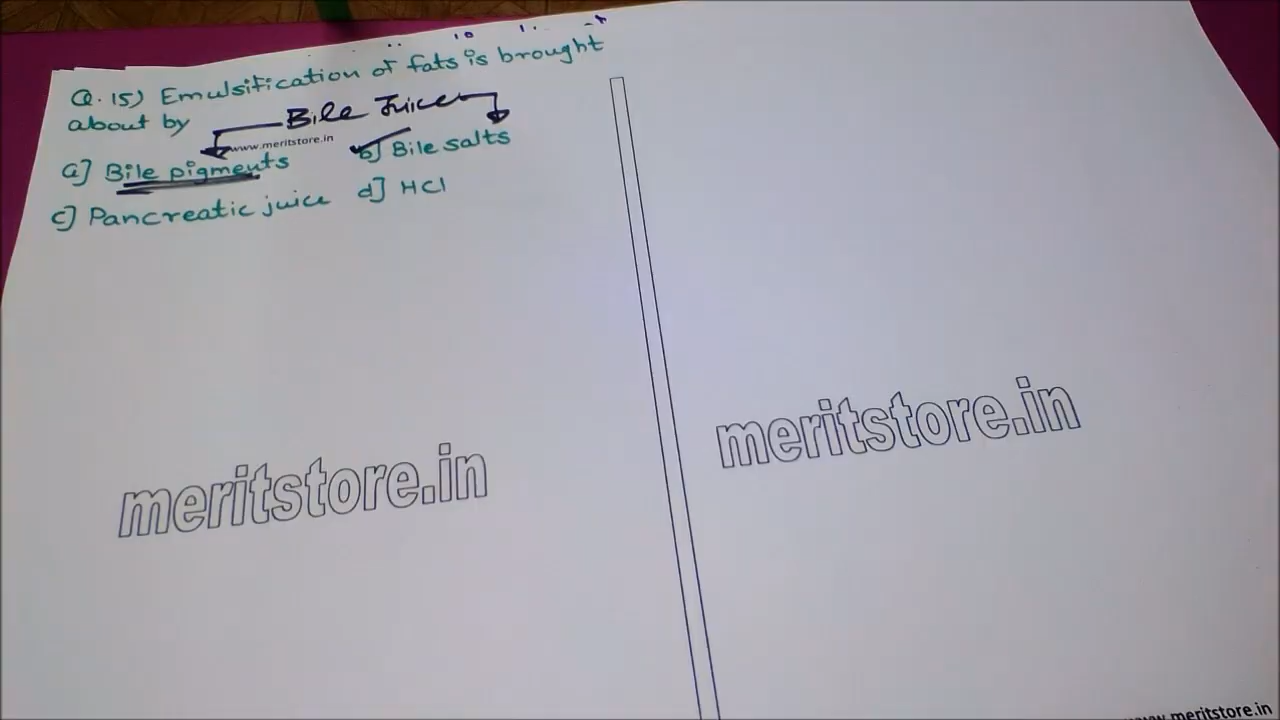 Q. 15) Emulsification of fats is brought
about by
Bile Juice
www.meritstore.in
a] Bile pigments b] Bile salts
c] Pancreatic juice d] HCl
meritstore.in
meritstore.in
www.meritstore.in